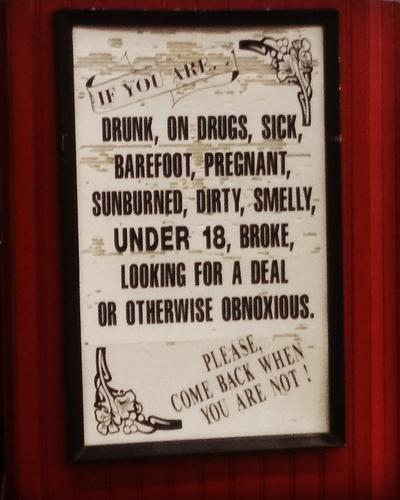 IF YOU ARE...
DRUNK, ON DRUGS, SICK,
BAREFOOT, PREGNANT,
SUNBURNED, DIRTY, SMELLY,
UNDER 18, BROKE,
LOOKING FOR A DEAL
OR OTHERWISE OBNOXIOUS.
PLEASE,
COME BACK WHEN
YOU ARE NOT !